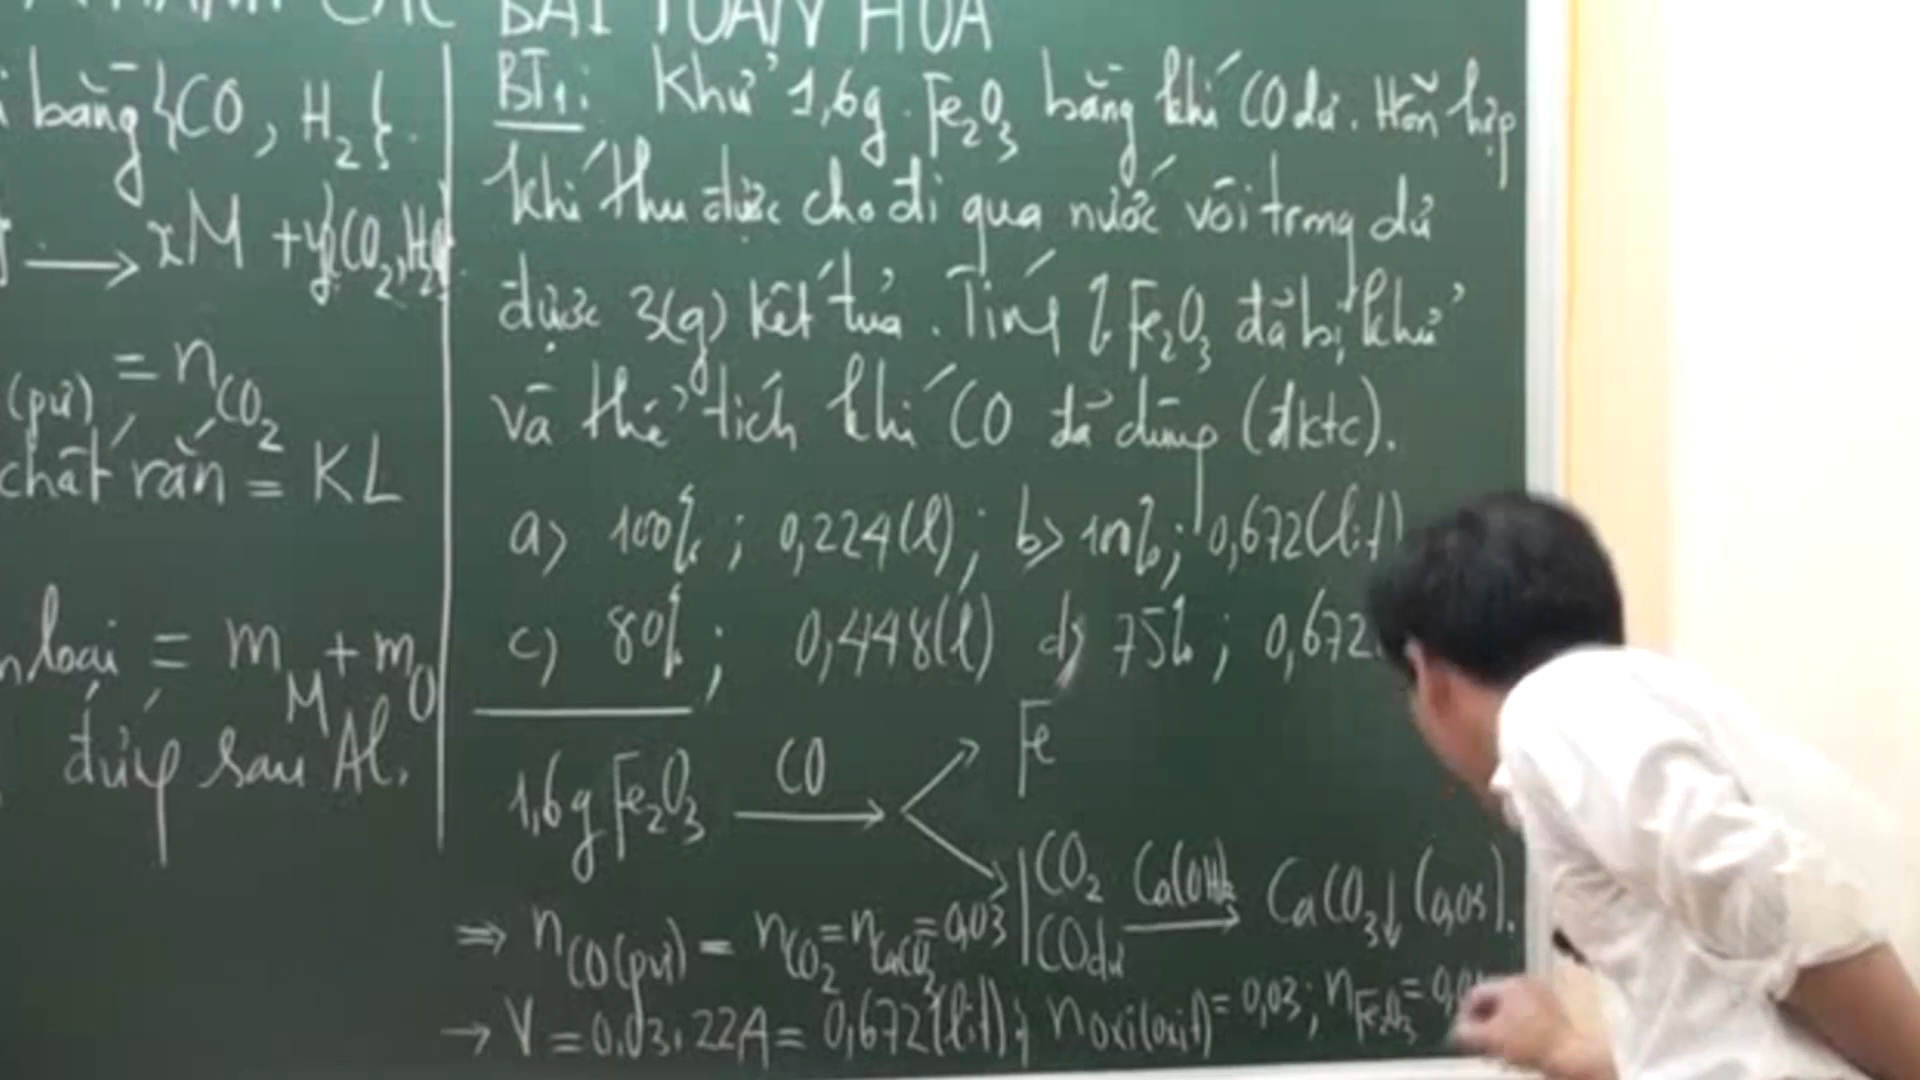 BÀI TOÁN HÓA
bằng {CO, H₂}.
→ xM + y{CO₂, H₂O}.
(pứ) = nCO₂
chất rắn = KL
loại = mM + mO
đứng sau Al.
BT1: Khử 1,6g Fe₂O₃ bằng khí CO dư. Hỗn hợp
khí thu được cho đi qua nước vôi trong dư
được 3(g) kết tủa. Tính % Fe₂O₃ đã bị khử
và thể tích khí CO đã dùng (đktc).
a) 100%; 0,224(l); b) 100%; 0,672(lít)
c) 80%; 0,448(l) d) 75%; 0,672
1,6g Fe₂O₃ CO → Fe
CO₂ Ca(OH)₂ → CaCO₃↓ (0,03).
CO dư
⇒ nCO(pứ) = nCO₂ = nCaCO₃ = 0,03
→ V = 0,03.22,4 = 0,672(lít); nOxi(oxit) = 0,03; nFe₂O₃ =